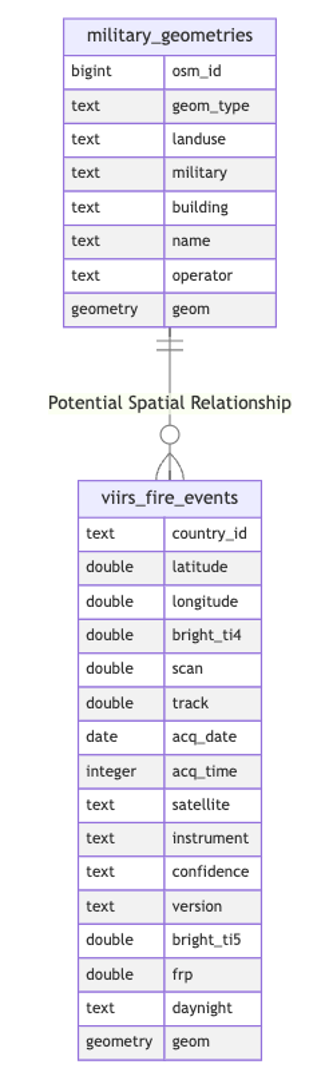 military_geometries
bigint osm_id
text geom_type
text landuse
text military
text building
text name
text operator
geometry geom
Potential Spatial Relationship
viirs_fire_events
text country_id
double latitude
double longitude
double bright_ti4
double scan
double track
date acq_date
integer acq_time
text satellite
text instrument
text confidence
text version
double bright_ti5
double frp
text daynight
geometry geom